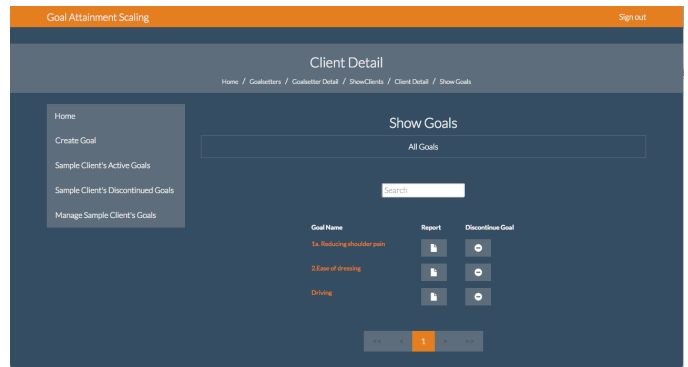 Goal Attainment Scaling Sign out
Client Detail
Home / Goalsetters / Goalsetter Detail / ShowClients / Client Detail / Show Goals
Home
Create Goal
Sample Client's Active Goals
Sample Client's Discontinued Goals
Manage Sample Client's Goals
Show Goals
All Goals
Search
Goal Name Report Discontinue Goal
1a. Reducing shoulder pain
2.Ease of dressing
Driving
<< < 1 > >>